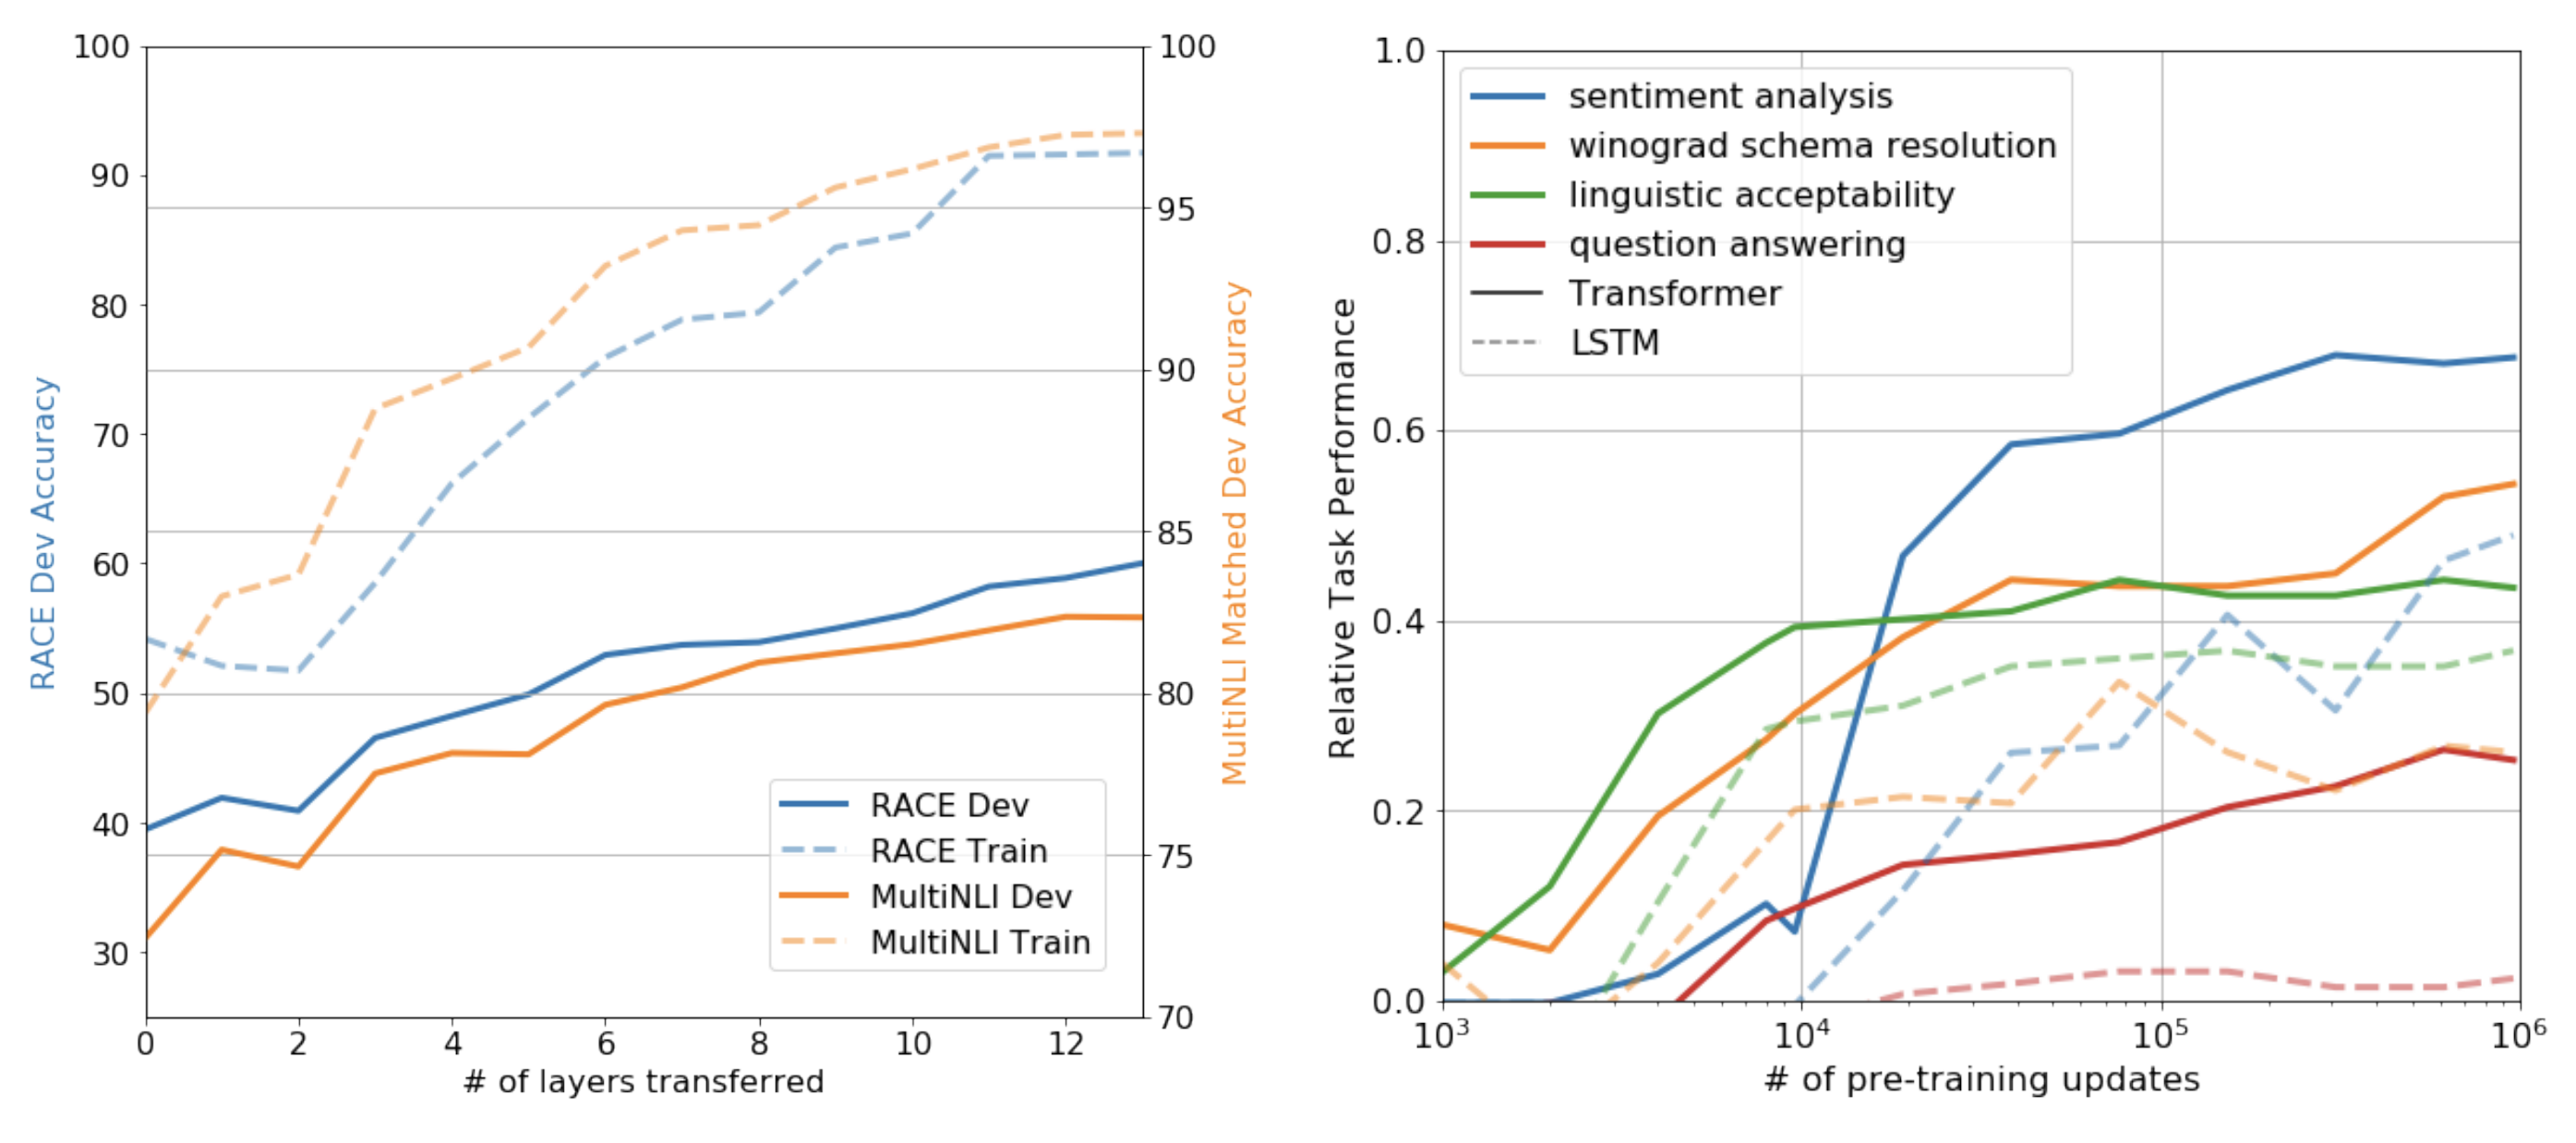 100
90
80
70
60
50
40
30
RACE Dev Accuracy
0 2 4 6 8 10 12
# of layers transferred
100
95
90
85
80
75
70
MultiNLI Matched Dev Accuracy
RACE Dev
RACE Train
MultiNLI Dev
MultiNLI Train
1.0
0.8
0.6
0.4
0.2
0.0
Relative Task Performance
sentiment analysis
winograd schema resolution
linguistic acceptability
question answering
Transformer
LSTM
10³ 10⁴ 10⁵ 10⁶
# of pre-training updates